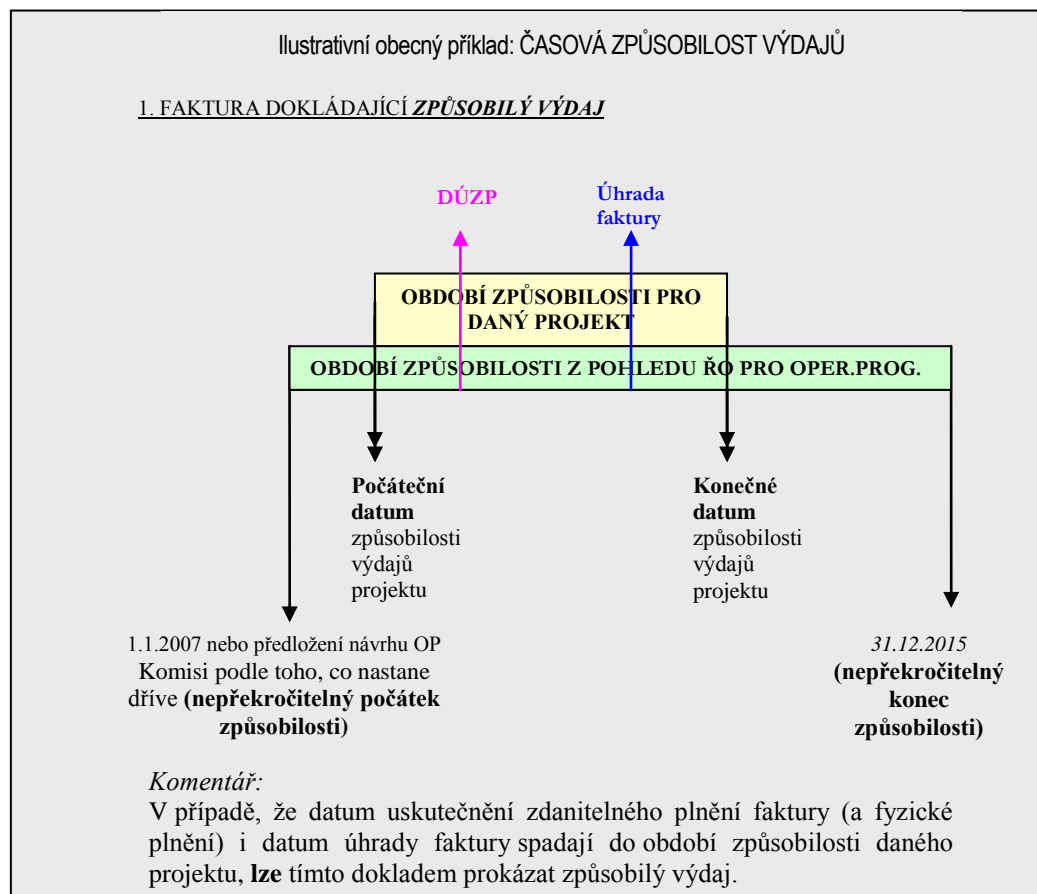 Ilustrativní obecný příklad: ČASOVÁ ZPŮSOBILOST VÝDAJŮ
1. FAKTURA DOKLÁDAJÍCÍ ZPŮSOBILÝ VÝDAJ
DÚZP
Úhrada
faktury
OBDOBÍ ZPŮSOBILOSTI PRO
DANÝ PROJEKT
OBDOBÍ ZPŮSOBILOSTI Z POHLEDU ŘO PRO OPER.PROG.
Počáteční
datum
způsobilosti
výdajů
projektu
Konečné
datum
způsobilosti
výdajů
projektu
1.1.2007 nebo předložení návrhu OP
Komisi podle toho, co nastane
dříve (nepřekročitelný počátek
způsobilosti)
31.12.2015
(nepřekročitelný
konec
způsobilosti)
Komentář:
V případě, že datum uskutečnění zdanitelného plnění faktury (a fyzické
plnění) i datum úhrady faktury spadají do období způsobilosti daného
projektu, lze tímto dokladem prokázat způsobilý výdaj.